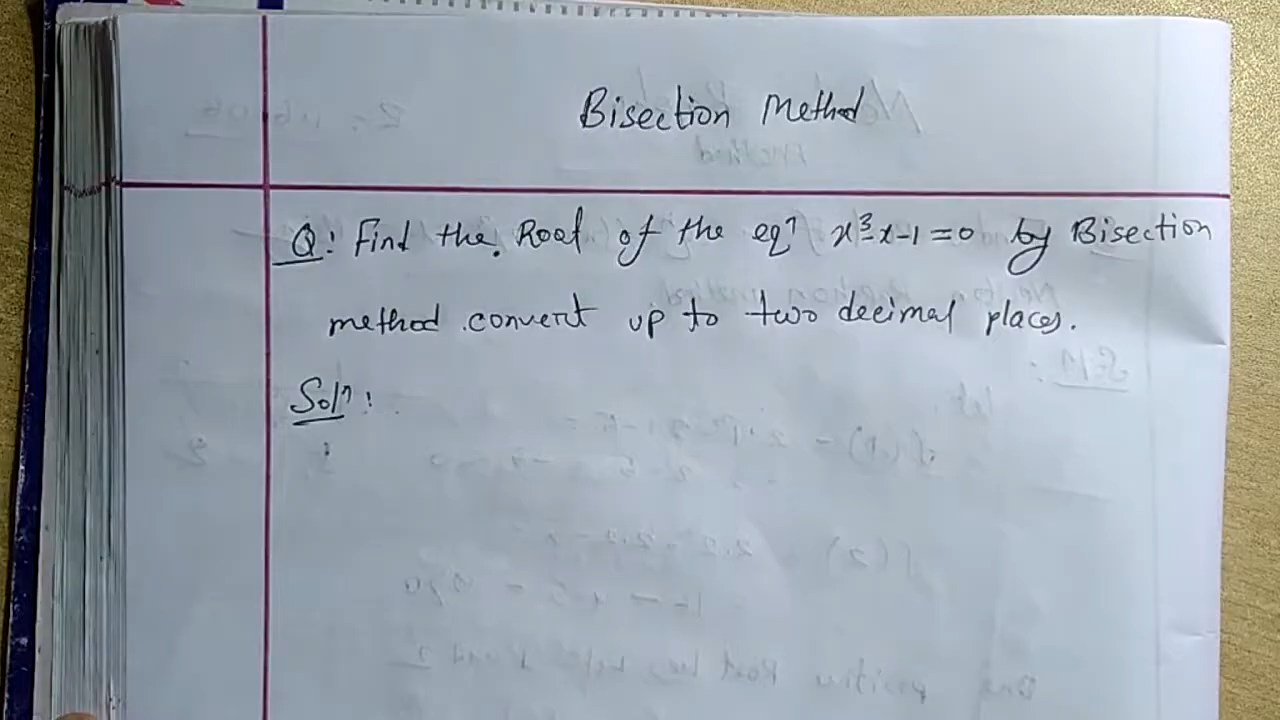 Bisection Method
Q: Find the Root of the eqn x³-x-1=0 by Bisection
method convert up to two decimal places.
Soln: